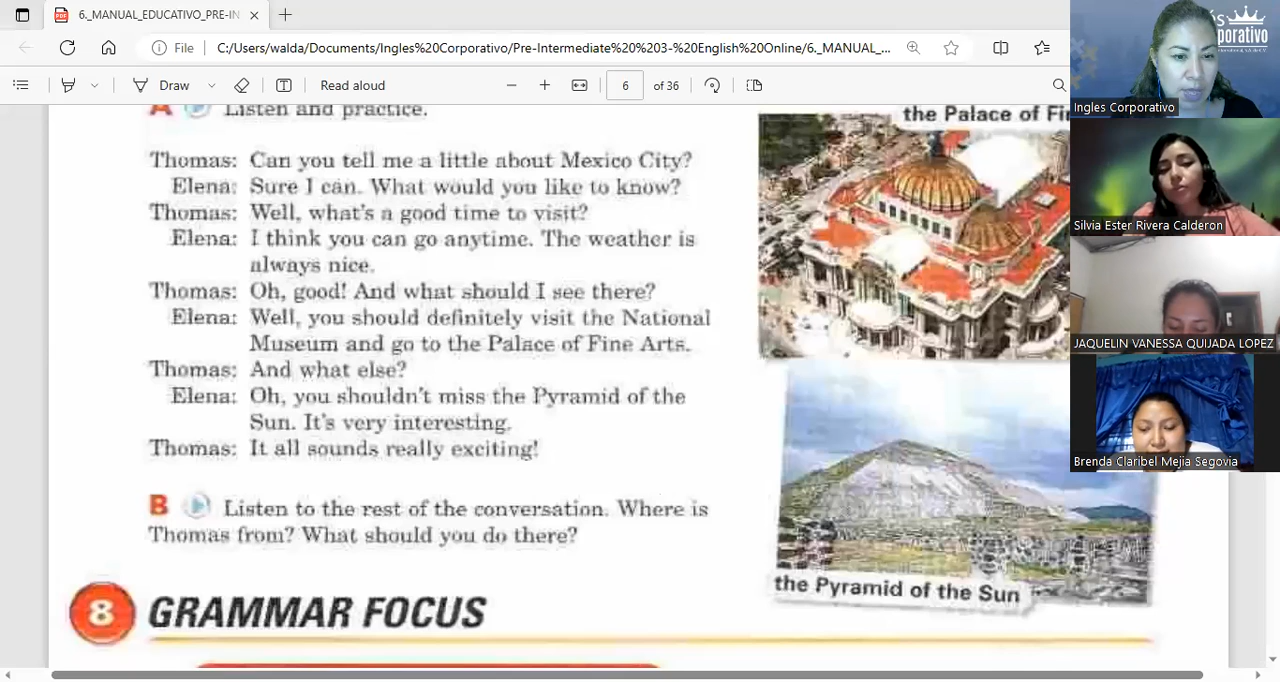 6._MANUAL_EDUCATIVO_PRE-IN
File
C:/Users/walda/Documents/Ingles%20Corporativo/Pre-Intermediate%20%203-%20English%20Online/6._MANUAL_...
Draw
Read aloud
6
of 36
A Listen and practice.
the Palace of Fi
Thomas: Can you tell me a little about Mexico City?
Elena: Sure I can. What would you like to know?
Thomas: Well, what's a good time to visit?
Elena: I think you can go anytime. The weather is
always nice.
Thomas: Oh, good! And what should I see there?
Elena: Well, you should definitely visit the National
Museum and go to the Palace of Fine Arts.
Thomas: And what else?
Elena: Oh, you shouldn't miss the Pyramid of the
Sun. It's very interesting.
Thomas: It all sounds really exciting!
B Listen to the rest of the conversation. Where is
Thomas from? What should you do there?
the Pyramid of the Sun
8 GRAMMAR FOCUS
Ingles Corporativo
Silvia Ester Rivera Calderon
JAQUELIN VANESSA QUIJADA LOPEZ
Brenda Claribel Mejia Segovia